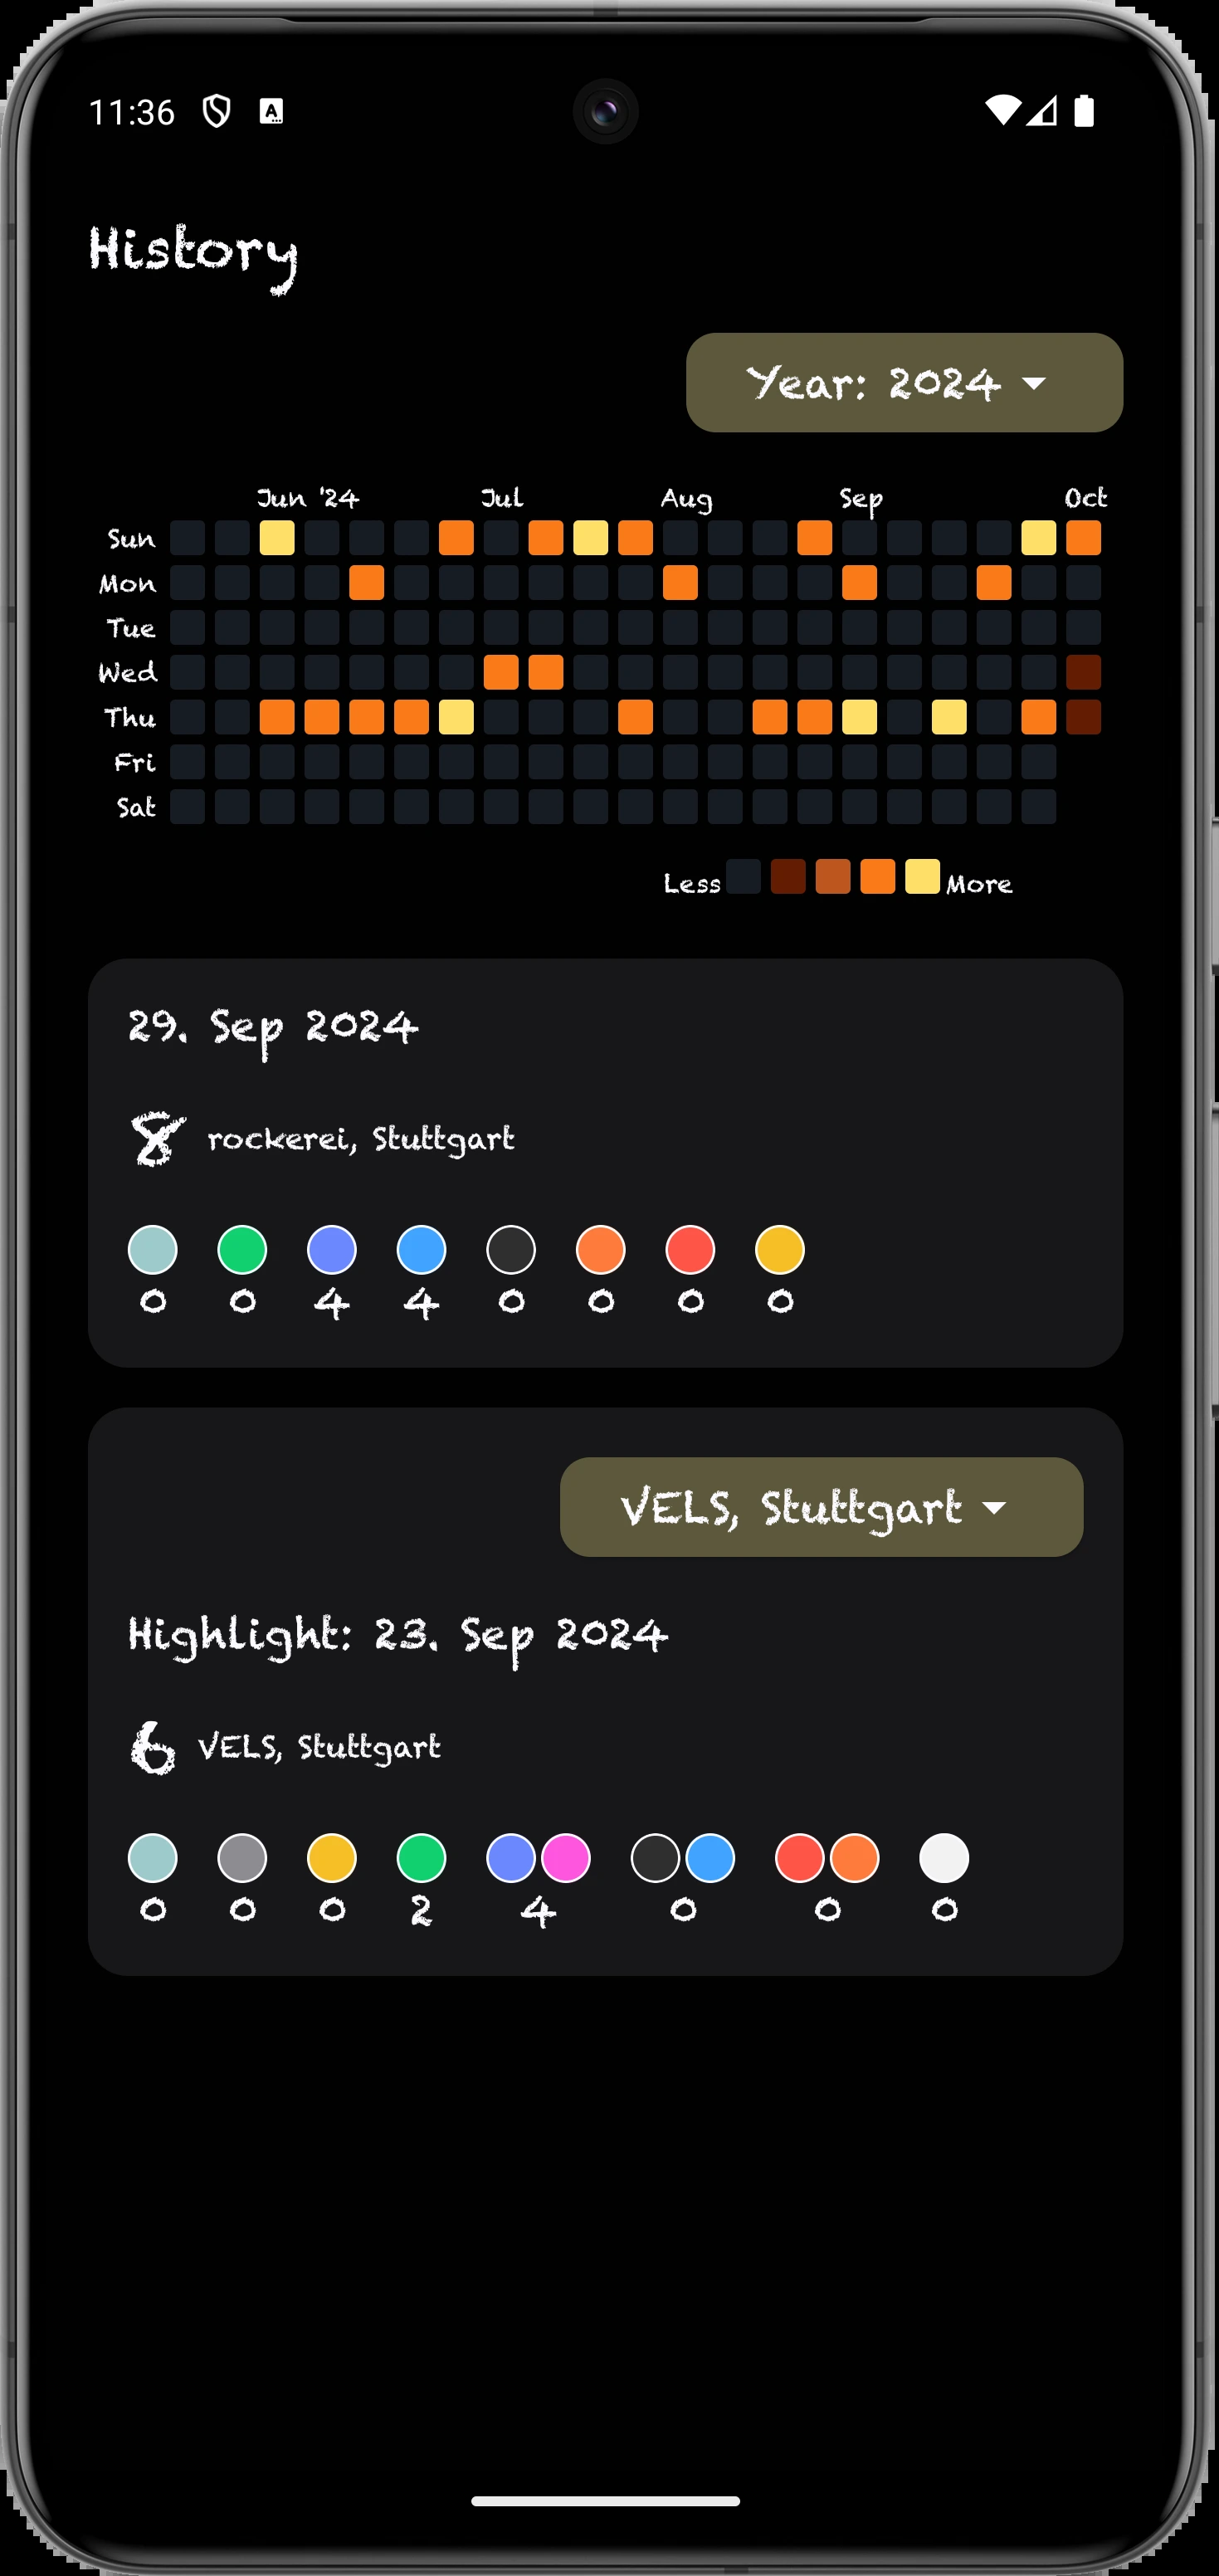 11:36
History
Year: 2024
Jun '24 Jul Aug Sep Oct
Sun
Mon
Tue
Wed
Thu
Fri
Sat
Less More
29. Sep 2024
8 rockerei, Stuttgart
0 0 4 4 0 0 0 0
VELS, Stuttgart
Highlight: 23. Sep 2024
6 VELS, Stuttgart
0 0 0 2 4 0 0 0